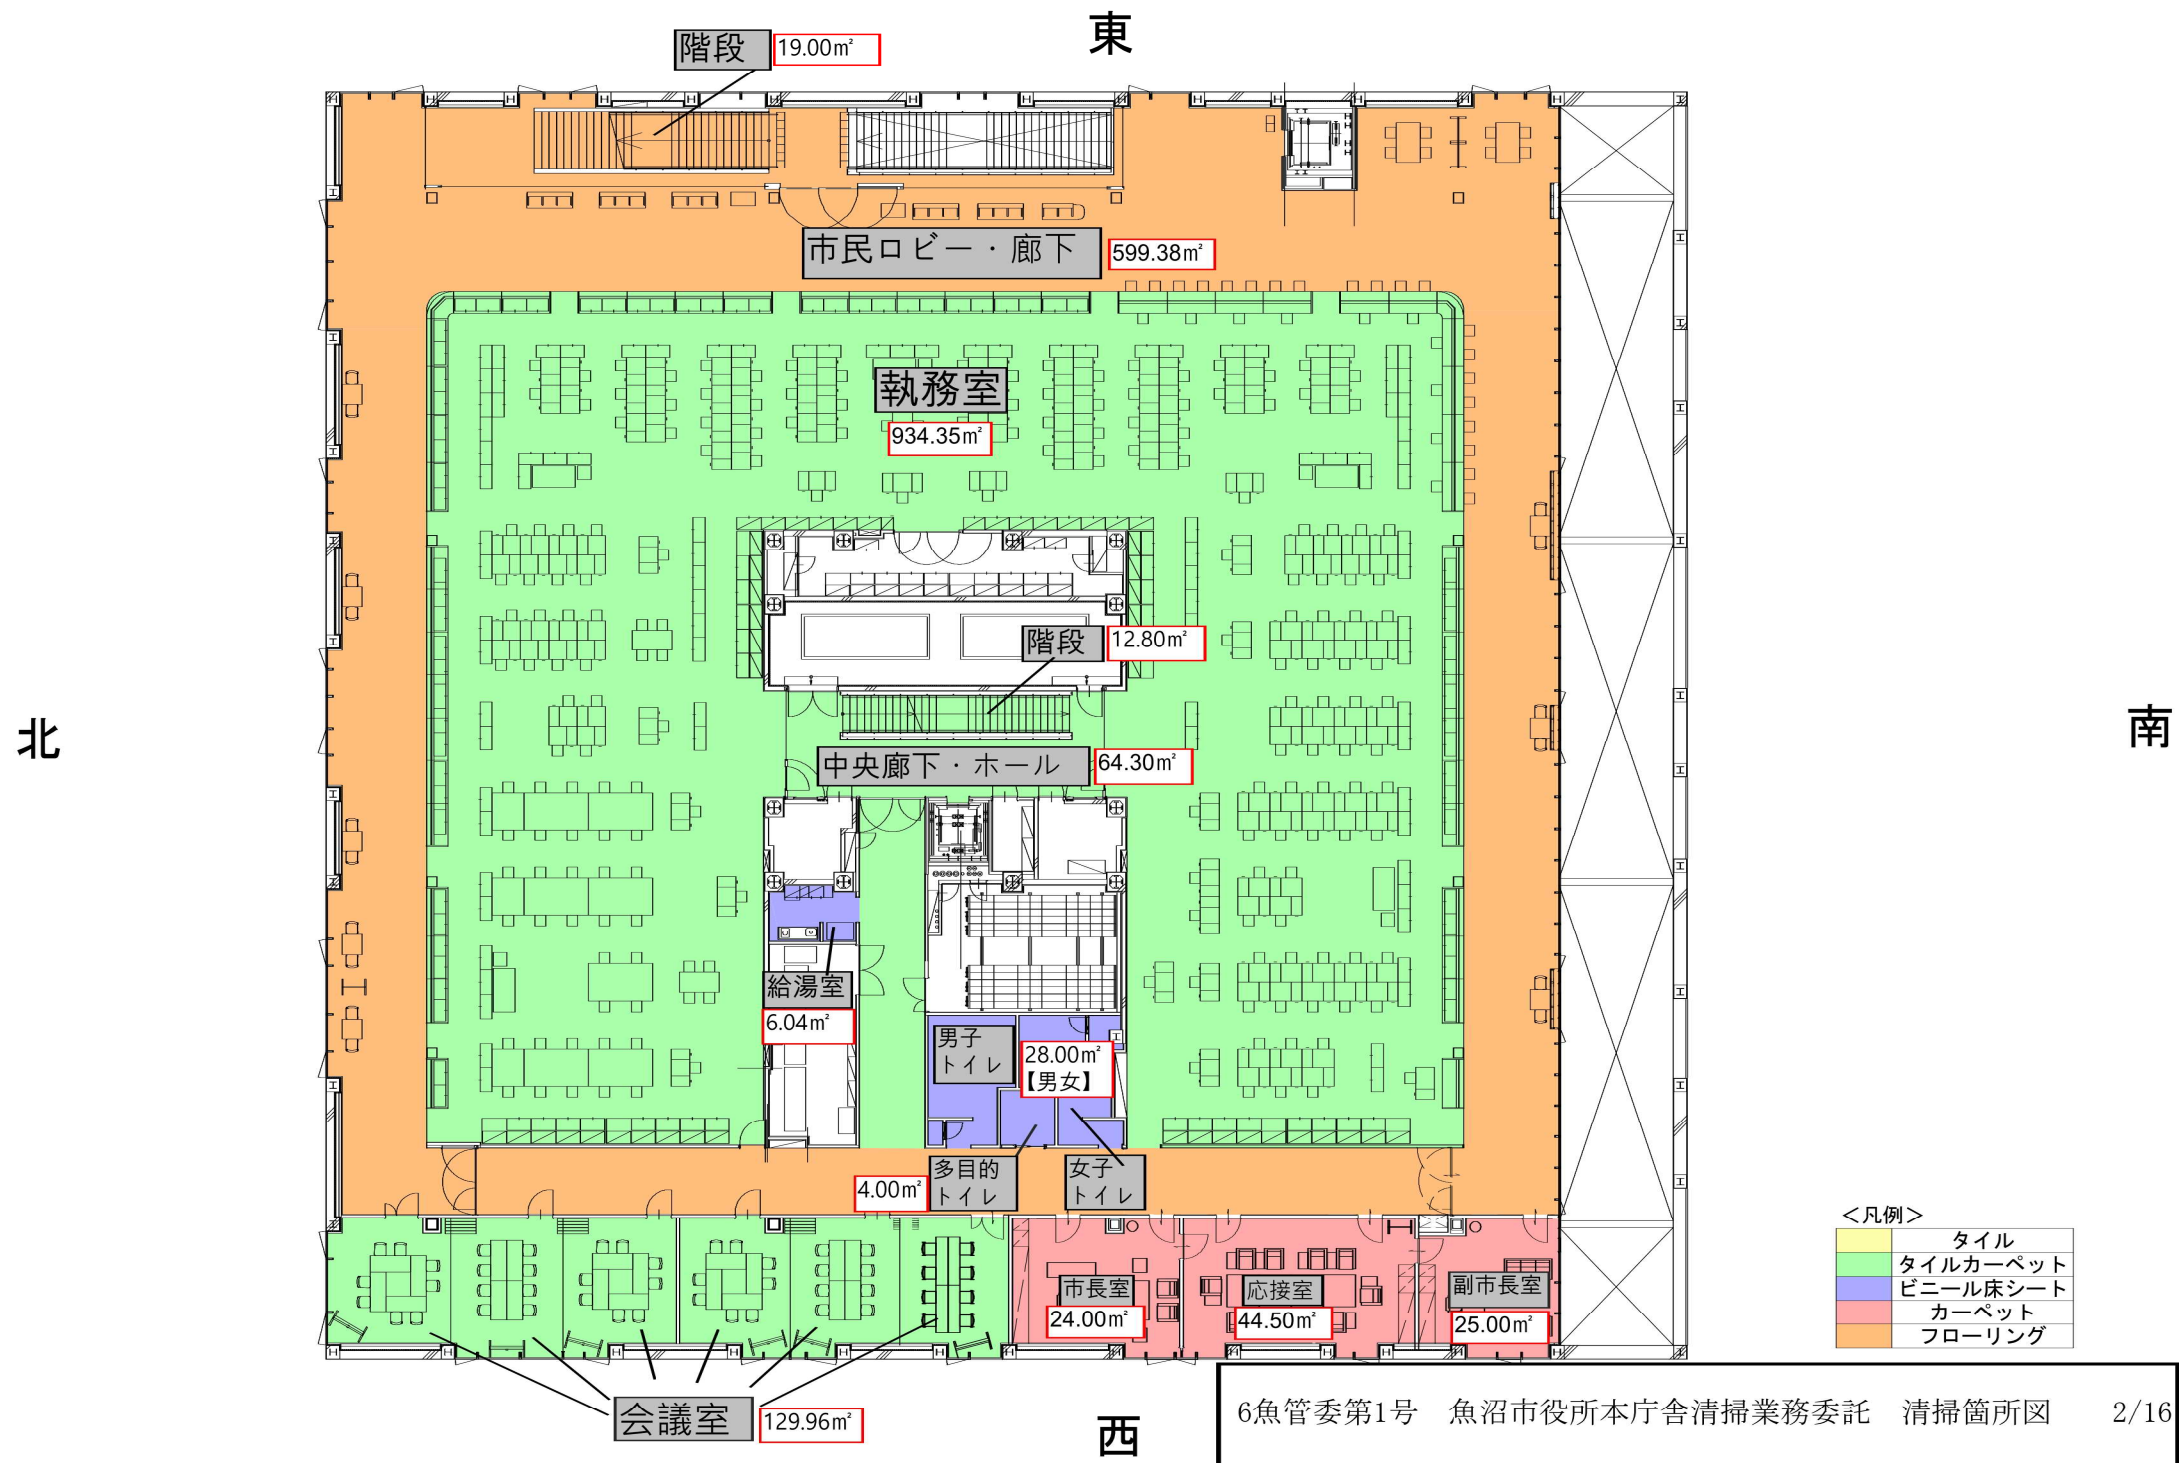 東
階段
19.00㎡
市民ロビー・廊下
599.38㎡
執務室
934.35㎡
階段
12.80㎡
北
南
中央廊下・ホール
64.30㎡
給湯室
6.04㎡
男子
トイレ
28.00㎡
【男女】
4.00㎡
多目的
トイレ
女子
トイレ
市長室
24.00㎡
応接室
44.50㎡
副市長室
25.00㎡
会議室
129.96㎡
西
＜凡例＞
タイル
タイルカーペット
ビニール床シート
カーペット
フローリング
6魚管委第1号　魚沼市役所本庁舎清掃業務委託　清掃箇所図　2/16